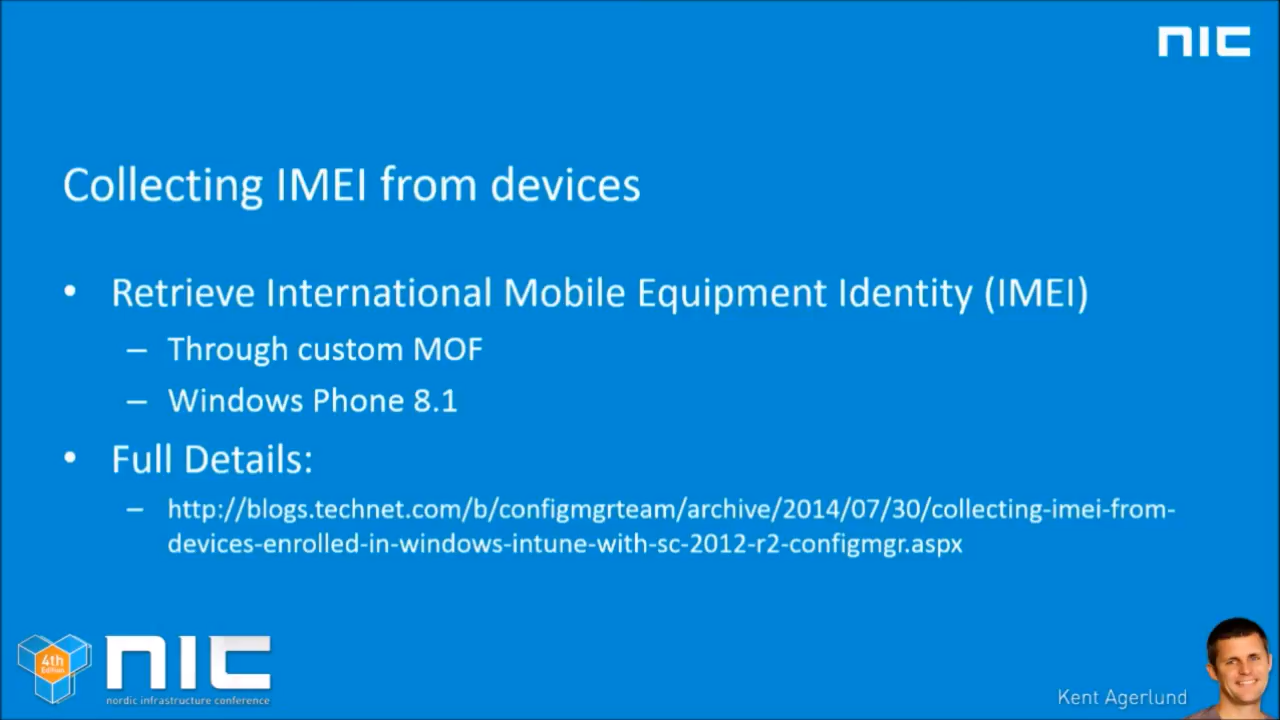 NIC
Collecting IMEI from devices
• Retrieve International Mobile Equipment Identity (IMEI)
– Through custom MOF
– Windows Phone 8.1
• Full Details:
– http://blogs.technet.com/b/configmgrteam/archive/2014/07/30/collecting-imei-from-
devices-enrolled-in-windows-intune-with-sc-2012-r2-configmgr.aspx
4th
Edition
NIC
nordic infrastructure conference
Kent Agerlund